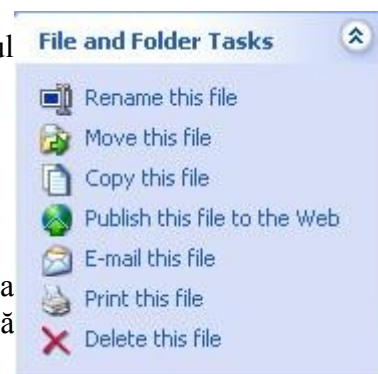 ul
File and Folder Tasks
Rename this file
Move this file
Copy this file
Publish this file to the Web
E-mail this file
a
Print this file
ă
Delete this file